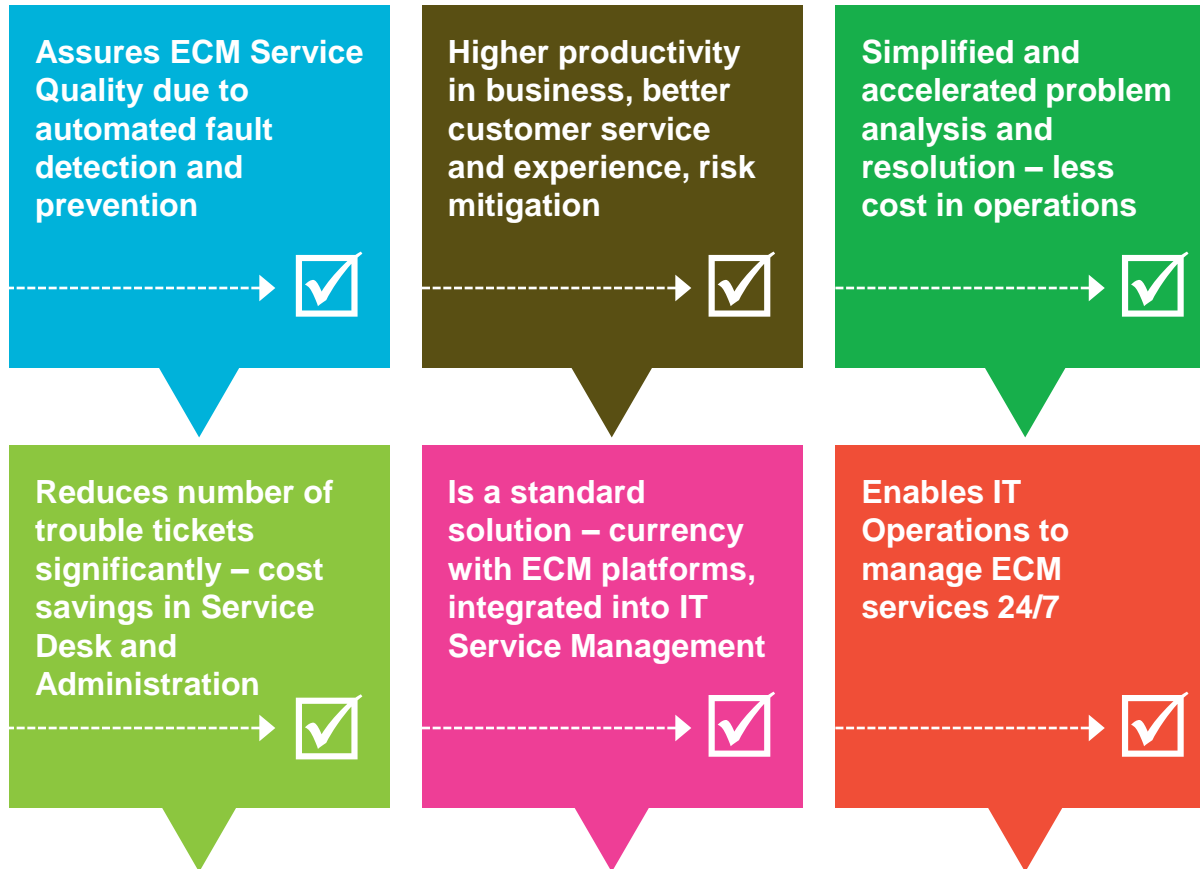 Assures ECM Service
Quality due to
automated fault
detection and
prevention
Higher productivity
in business, better
customer service
and experience, risk
mitigation
Simplified and
accelerated problem
analysis and
resolution – less
cost in operations
Reduces number of
trouble tickets
significantly – cost
savings in Service
Desk and
Administration
Is a standard
solution – currency
with ECM platforms,
integrated into IT
Service Management
Enables IT
Operations to
manage ECM
services 24/7